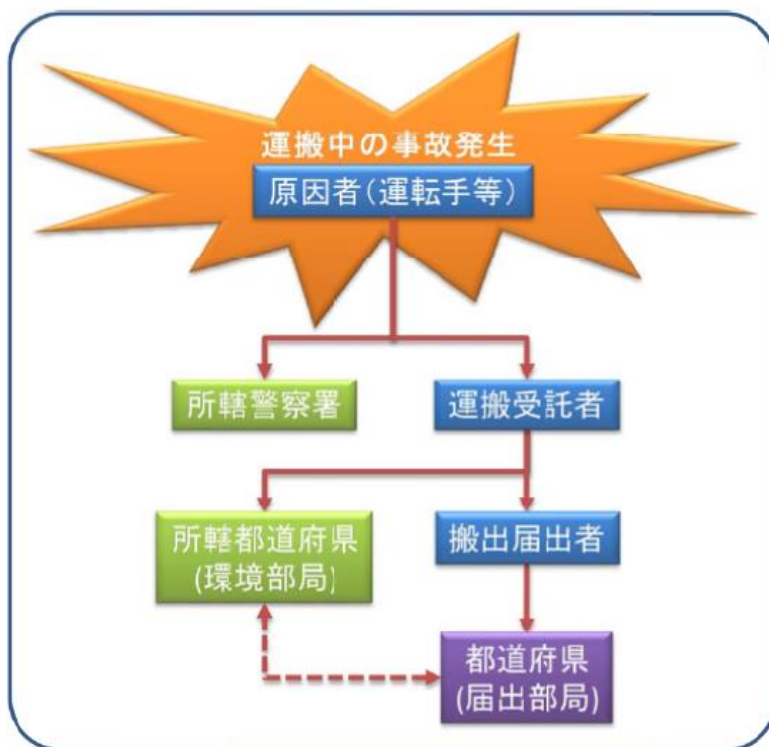 運搬中の事故発生
原因者(運転手等)
所轄警察署
運搬受託者
所轄都道府県
(環境部局)
搬出届出者
都道府県
(届出部局)